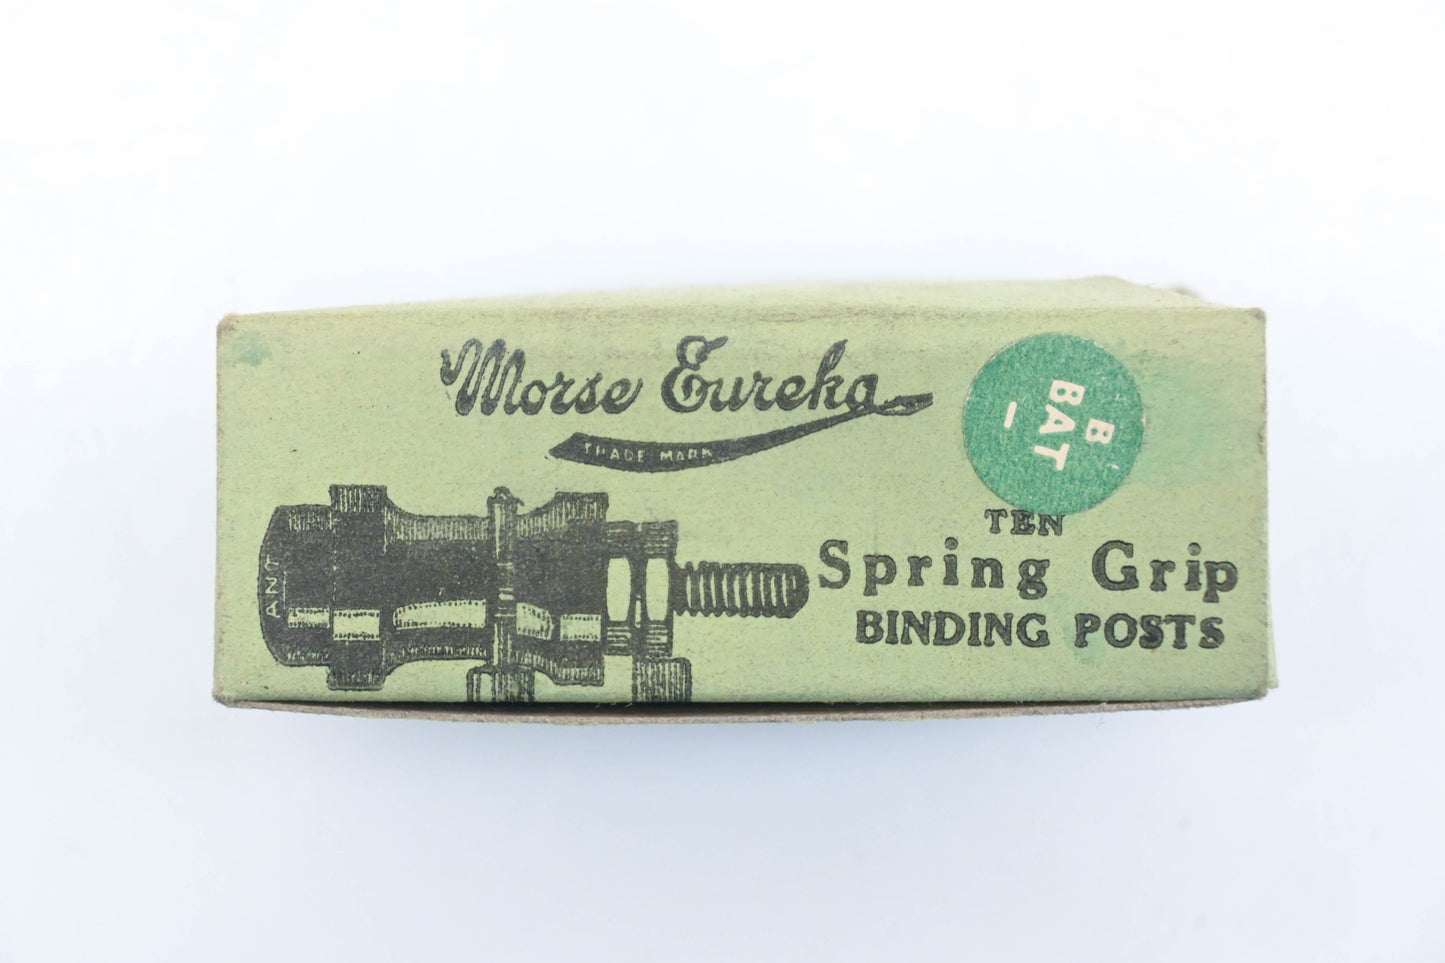 Morse Eureka
TRADE MARK
B
BAT
-
TEN
Spring Grip
BINDING POSTS
ANT